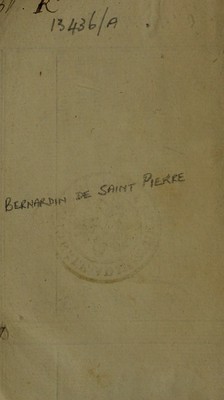 R
13436/A
BERNARDIN DE SAINT PIERRE